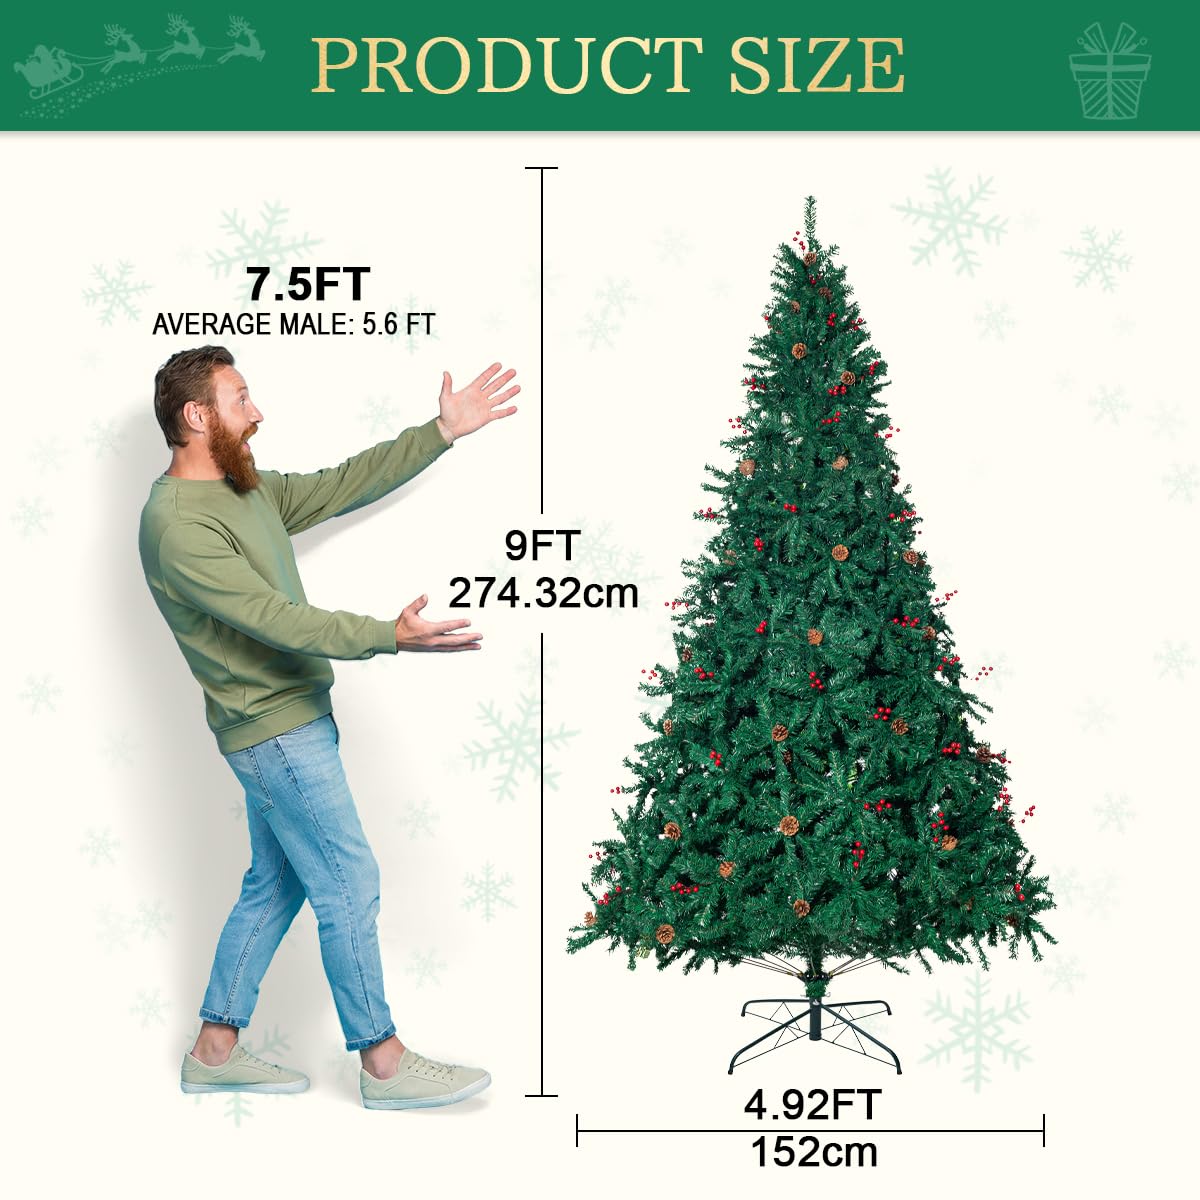 PRODUCT SIZE
7.5FT
AVERAGE MALE: 5.6 FT
9FT
274.32cm
4.92FT
152cm